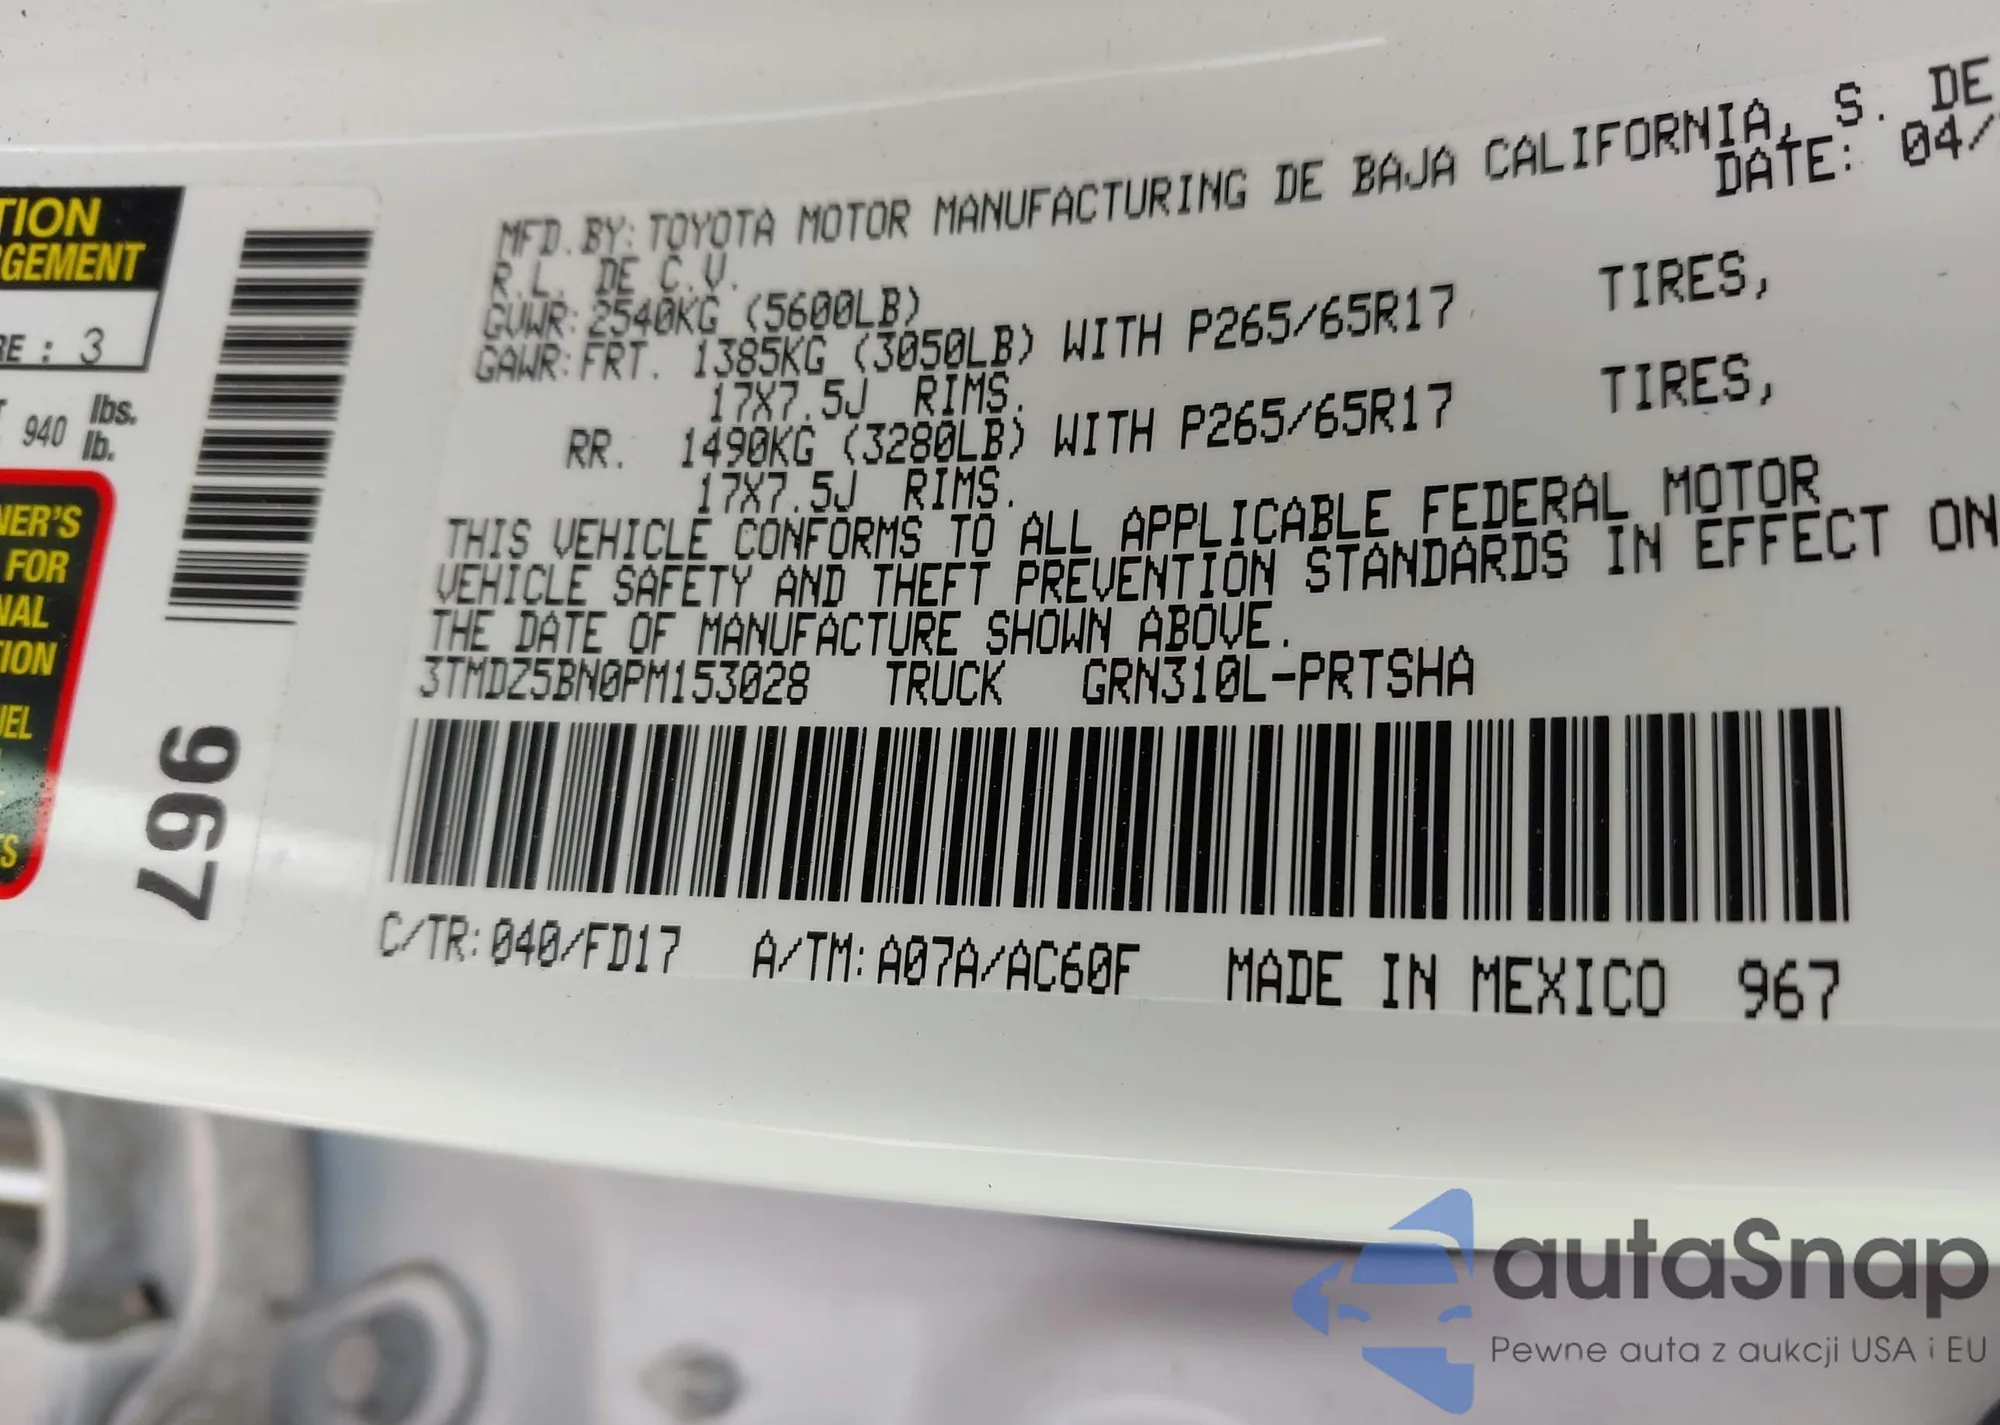 TION
GEMENT
RE : 3
940 lbs.
lb.
NER'S
FOR
NAL
ION
UEL
967
MFD. BY: TOYOTA MOTOR MANUFACTURING DE BAJA CALIFORNIA, S. DE
R.L. DE C.V.
DATE: 04/
GVWR: 2540KG (5600LB)
GAWR: FRT. 1385KG (3050LB) WITH P265/65R17 TIRES,
17X7.5J RIMS.
RR. 1490KG (3280LB) WITH P265/65R17 TIRES,
17X7.5J RIMS.
THIS VEHICLE CONFORMS TO ALL APPLICABLE FEDERAL MOTOR
VEHICLE SAFETY AND THEFT PREVENTION STANDARDS IN EFFECT ON
THE DATE OF MANUFACTURE SHOWN ABOVE.
3TMDZ5BN0PM153028 TRUCK GRN310L-PRTSHA
C/TR: 040/FD17 A/TM: A07A/AC60F MADE IN MEXICO 967
autaSnap
Pewne auta z aukcji USA i EU